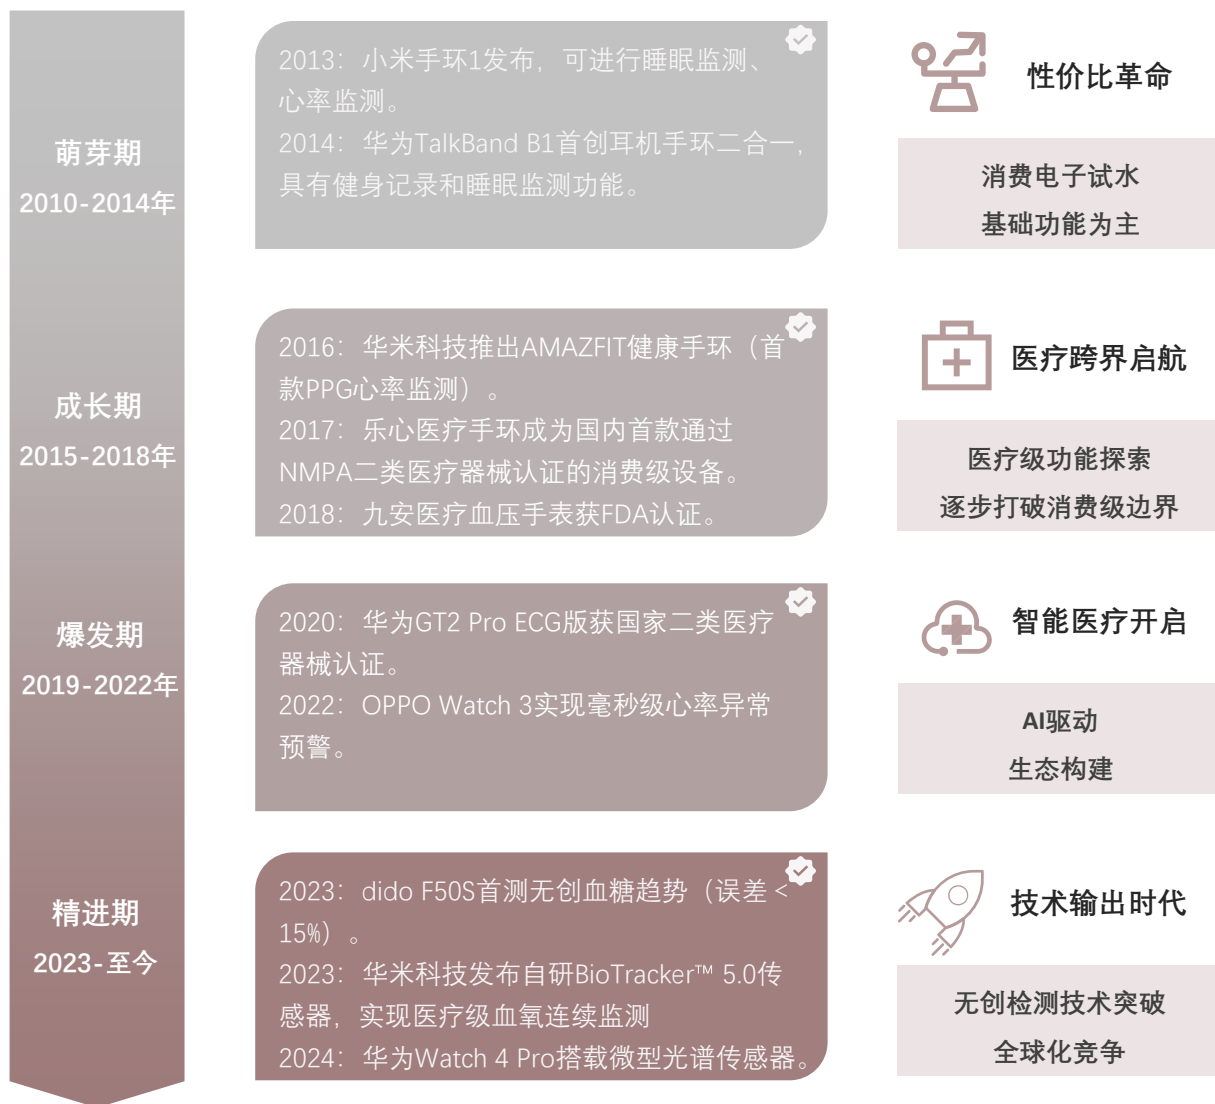 萌芽期
2010-2014年
2013：小米手环1发布，可进行睡眠监测、
心率监测。
2014：华为TalkBand B1首创耳机手环二合一，
具有健身记录和睡眠监测功能。
性价比革命
消费电子试水
基础功能为主
成长期
2015-2018年
2016：华米科技推出AMAZFIT健康手环（首
款PPG心率监测）。
2017：乐心医疗手环成为国内首款通过
NMPA二类医疗器械认证的消费级设备。
2018：九安医疗血压手表获FDA认证。
医疗跨界启航
医疗级功能探索
逐步打破消费级边界
爆发期
2019-2022年
2020：华为GT2 Pro ECG版获国家二类医疗
器械认证。
2022：OPPO Watch 3实现毫秒级心率异常
预警。
智能医疗开启
AI驱动
生态构建
精进期
2023-至今
2023：dido F50S首测无创血糖趋势（误差＜
15%）。
2023：华米科技发布自研BioTracker™ 5.0传
感器，实现医疗级血氧连续监测
2024：华为Watch 4 Pro搭载微型光谱传感器。
技术输出时代
无创检测技术突破
全球化竞争